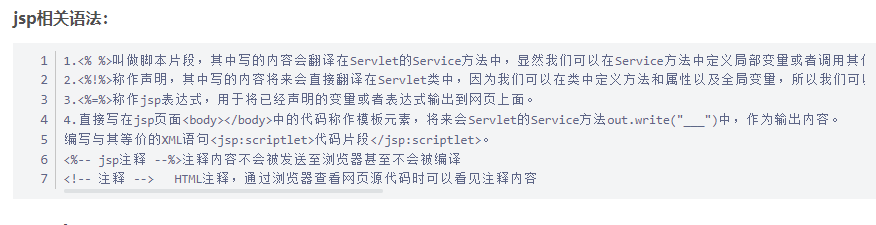 jsp相关语法：
1 1.<% %>叫做脚本片段，其中写的内容会翻译在Servlet的Service方法中，显然我们可以在Service方法中定义局部变量或者调用其
2 2.<%!%>称作声明，其中写的内容将来会直接翻译在Servlet类中，因为我们可以在类中定义方法和属性以及全局变量，所以我们可
3 3.<%=%>称作jsp表达式，用于将已经声明的变量或者表达式输出到网页上面。
4 4.直接写在jsp页面<body></body>中的代码称作模板元素，将来会Servlet的Service方法out.write("___")中，作为输出内容。
5 编写与其等价的XML语句<jsp:scriptlet>代码片段</jsp:scriptlet>。
6 <%-- jsp注释 --%>注释内容不会被发送至浏览器甚至不会被编译
7 <!-- 注释 --> HTML注释，通过浏览器查看网页源代码时可以看见注释内容